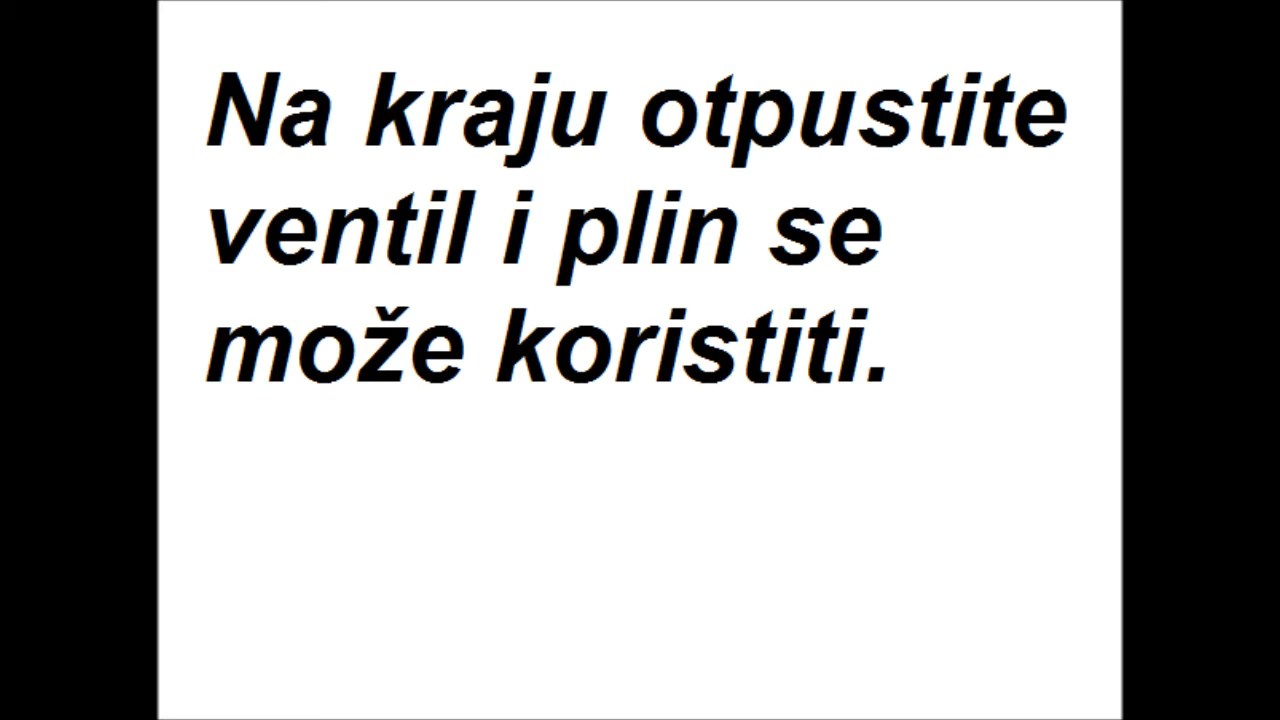 Na kraju otpustite
ventil i plin se
može koristiti.